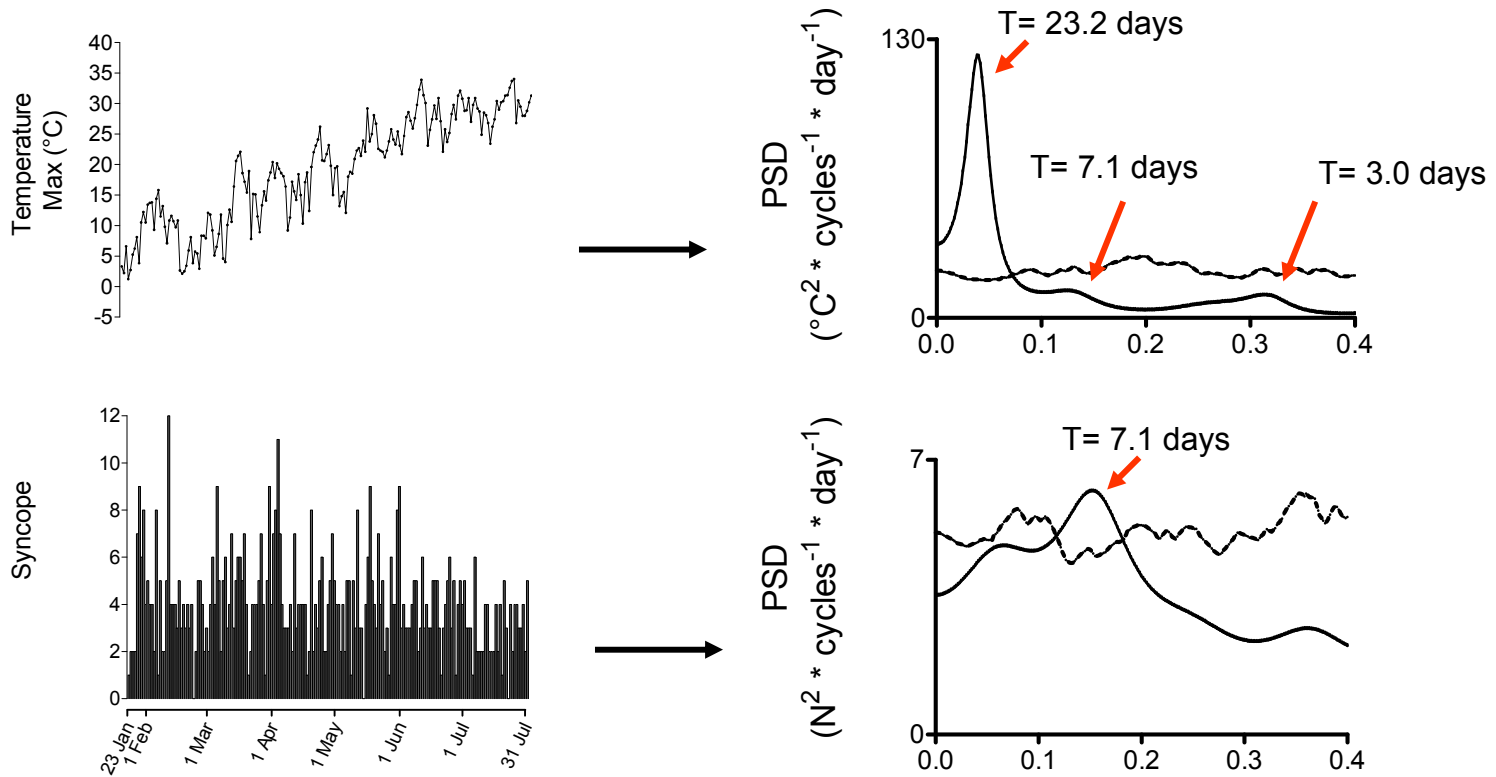 Temperature
Max (°C)
40
35
30
25
20
15
10
5
0
-5
T= 23.2 days
T= 7.1 days
T= 3.0 days
PSD
(°C² * cycles⁻¹ * day⁻¹)
130
0
0.0 0.1 0.2 0.3 0.4
Syncope
12
10
8
6
4
2
0
23 Jan
1 Feb
1 Mar
1 Apr
1 May
1 Jun
1 Jul
31 Jul
T= 7.1 days
PSD
(N² * cycles⁻¹ * day⁻¹)
7
0
0.0 0.1 0.2 0.3 0.4